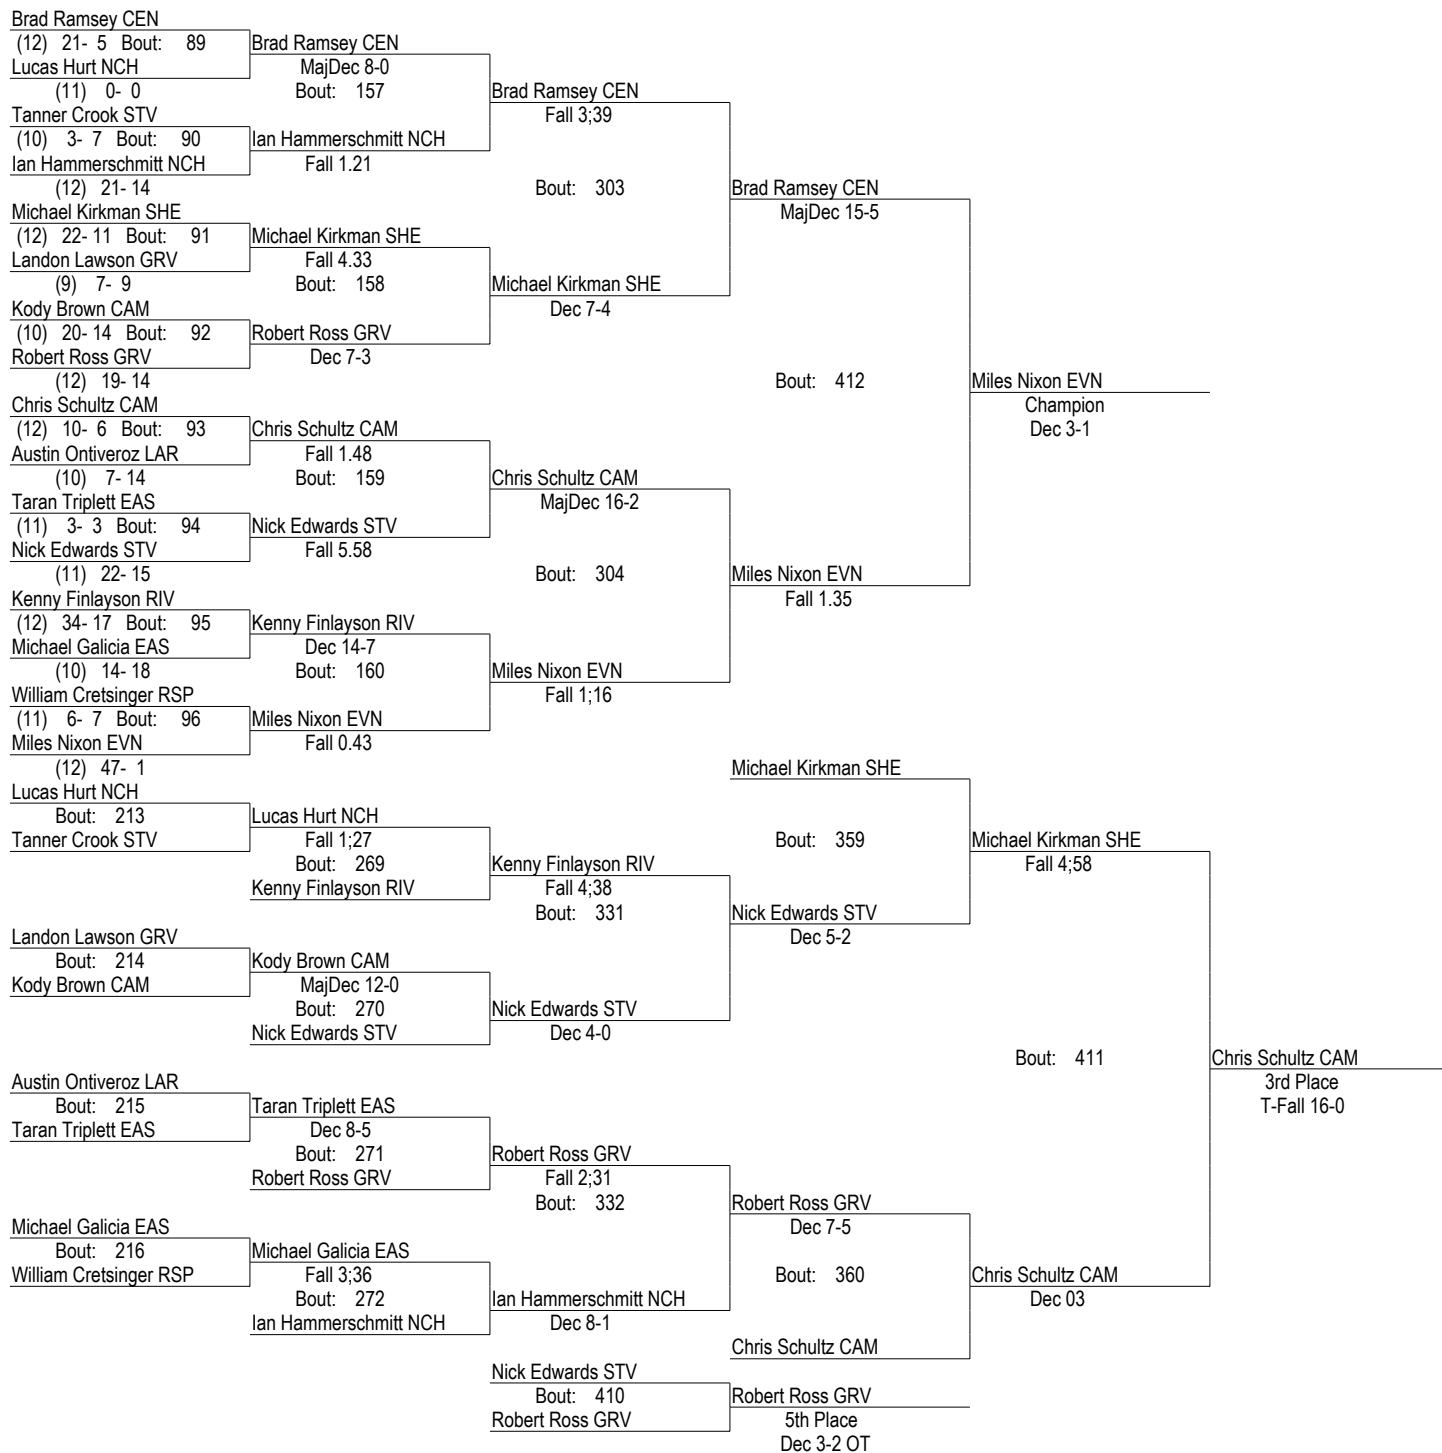 Brad Ramsey CEN
(12) 21- 5 Bout: 89
Lucas Hurt NCH
(11) 0- 0
Tanner Crook STV
(10) 3- 7 Bout: 90
Ian Hammerschmitt NCH
(12) 21- 14
Michael Kirkman SHE
(12) 22- 11 Bout: 91
Landon Lawson GRV
(9) 7- 9
Kody Brown CAM
(10) 20- 14 Bout: 92
Robert Ross GRV
(12) 19- 14
Chris Schultz CAM
(12) 10- 6 Bout: 93
Austin Ontiveroz LAR
(10) 7- 14
Taran Triplett EAS
(11) 3- 3 Bout: 94
Nick Edwards STV
(11) 22- 15
Kenny Finlayson RIV
(12) 34- 17 Bout: 95
Michael Galicia EAS
(10) 14- 18
William Cretsinger RSP
(11) 6- 7 Bout: 96
Miles Nixon EVN
(12) 47- 1
Brad Ramsey CEN
MajDec 8-0
Bout: 157
Ian Hammerschmitt NCH
Fall 1.21
Michael Kirkman SHE
Fall 4.33
Bout: 158
Robert Ross GRV
Dec 7-3
Chris Schultz CAM
Fall 1.48
Bout: 159
Nick Edwards STV
Fall 5.58
Kenny Finlayson RIV
Dec 14-7
Bout: 160
Miles Nixon EVN
Fall 0.43
Brad Ramsey CEN
Fall 3;39
Bout: 303
Michael Kirkman SHE
Dec 7-4
Chris Schultz CAM
MajDec 16-2
Bout: 304
Miles Nixon EVN
Fall 1;16
Brad Ramsey CEN
MajDec 15-5
Bout: 412
Miles Nixon EVN
Fall 1.35
Miles Nixon EVN
Champion
Dec 3-1
Lucas Hurt NCH
Bout: 213
Tanner Crook STV
Landon Lawson GRV
Bout: 214
Kody Brown CAM
Austin Ontiveroz LAR
Bout: 215
Taran Triplett EAS
Michael Galicia EAS
Bout: 216
William Cretsinger RSP
Lucas Hurt NCH
Fall 1;27
Bout: 269
Kenny Finlayson RIV
Kody Brown CAM
MajDec 12-0
Bout: 270
Nick Edwards STV
Taran Triplett EAS
Dec 8-5
Bout: 271
Robert Ross GRV
Michael Galicia EAS
Fall 3;36
Bout: 272
Ian Hammerschmitt NCH
Kenny Finlayson RIV
Fall 4;38
Bout: 331
Nick Edwards STV
Dec 4-0
Robert Ross GRV
Fall 2;31
Bout: 332
Ian Hammerschmitt NCH
Dec 8-1
Michael Kirkman SHE
Bout: 359
Nick Edwards STV
Dec 5-2
Robert Ross GRV
Dec 7-5
Bout: 360
Chris Schultz CAM
Michael Kirkman SHE
Fall 4;58
Bout: 411
Chris Schultz CAM
Dec 03
Chris Schultz CAM
3rd Place
T-Fall 16-0
Nick Edwards STV
Bout: 410
Robert Ross GRV
Robert Ross GRV
5th Place
Dec 3-2 OT